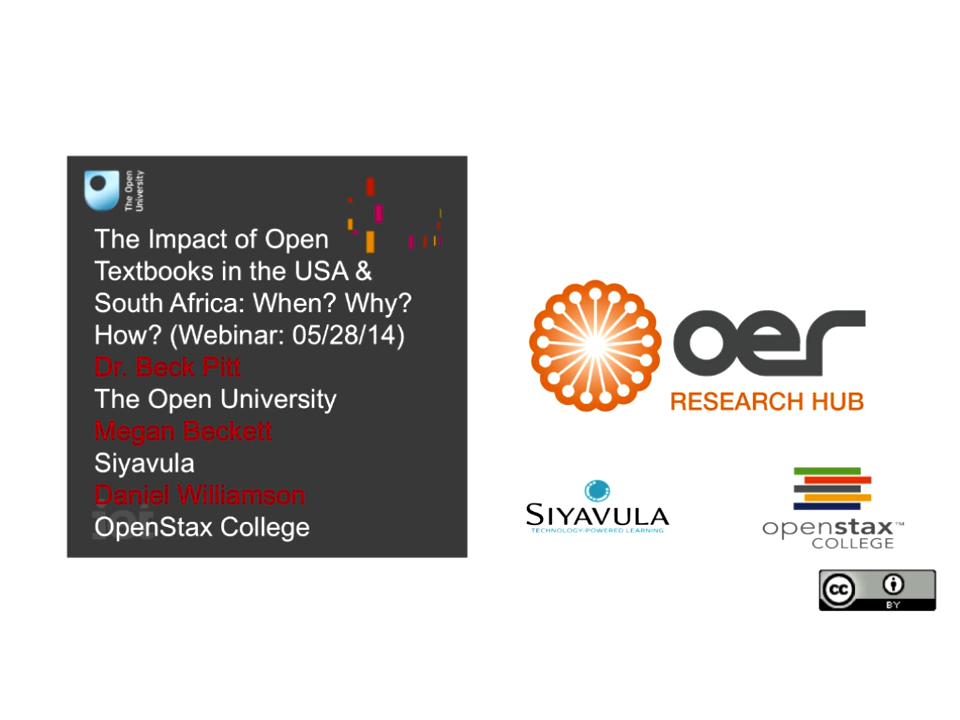 The Open
University
The Impact of Open
Textbooks in the USA &
South Africa: When? Why?
How? (Webinar: 05/28/14)
Dr. Beck Pitt
The Open University
Megan Beckett
Siyavula
Daniel Williamson
OpenStax College
iet
oer
RESEARCH HUB
SIYAVULA
TECHNOLOGY-POWERED LEARNING
openstax™
COLLEGE
cc
BY